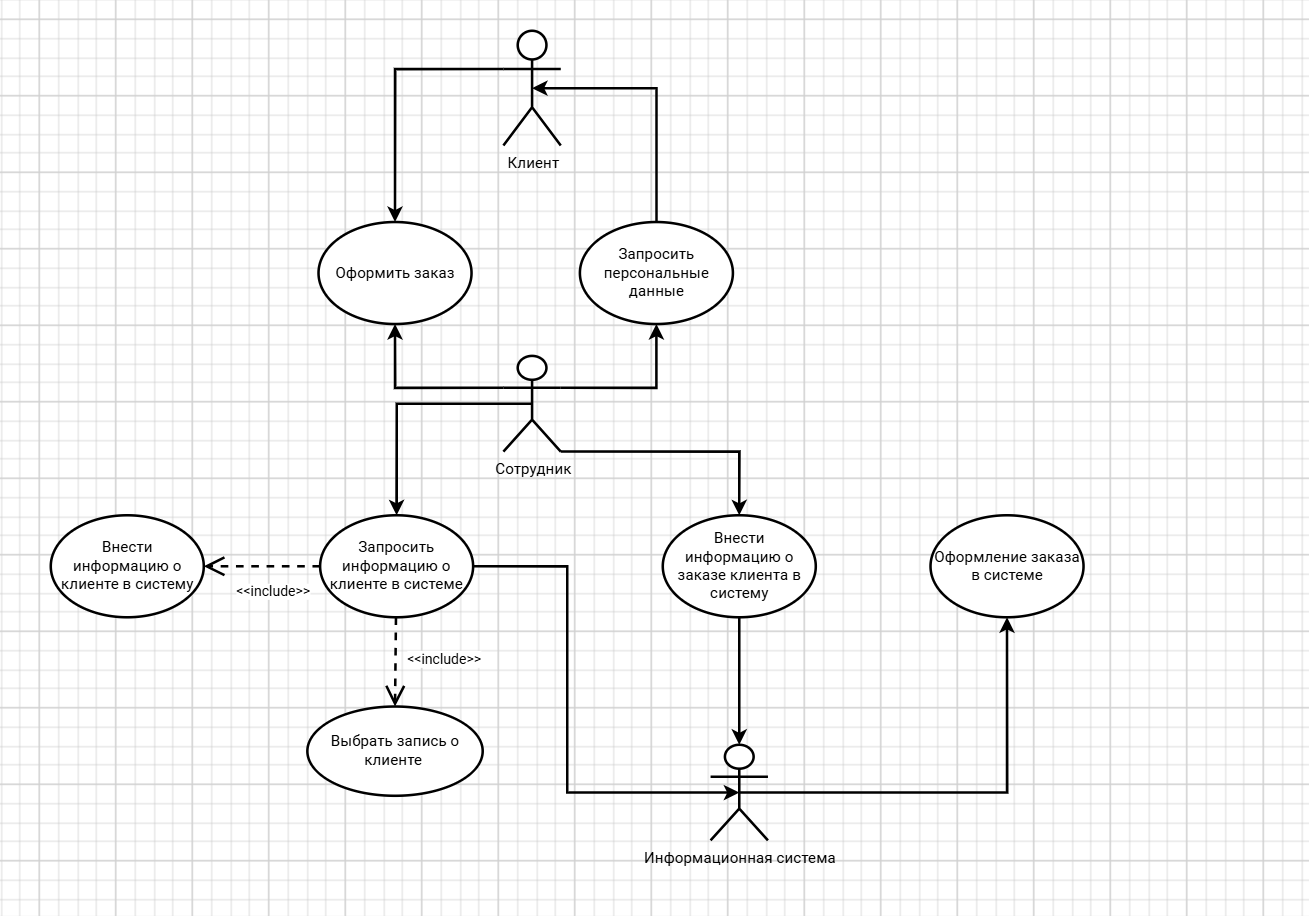 Клиент
Оформить заказ
Запросить
персональные
данные
Сотрудник
Внести
информацию о
клиенте в систему
<<include>>
Запросить
информацию о
клиенте в системе
Внести
информацию о
заказе клиента в
систему
Оформление заказа
в системе
<<include>>
Выбрать запись о
клиенте
Информационная система